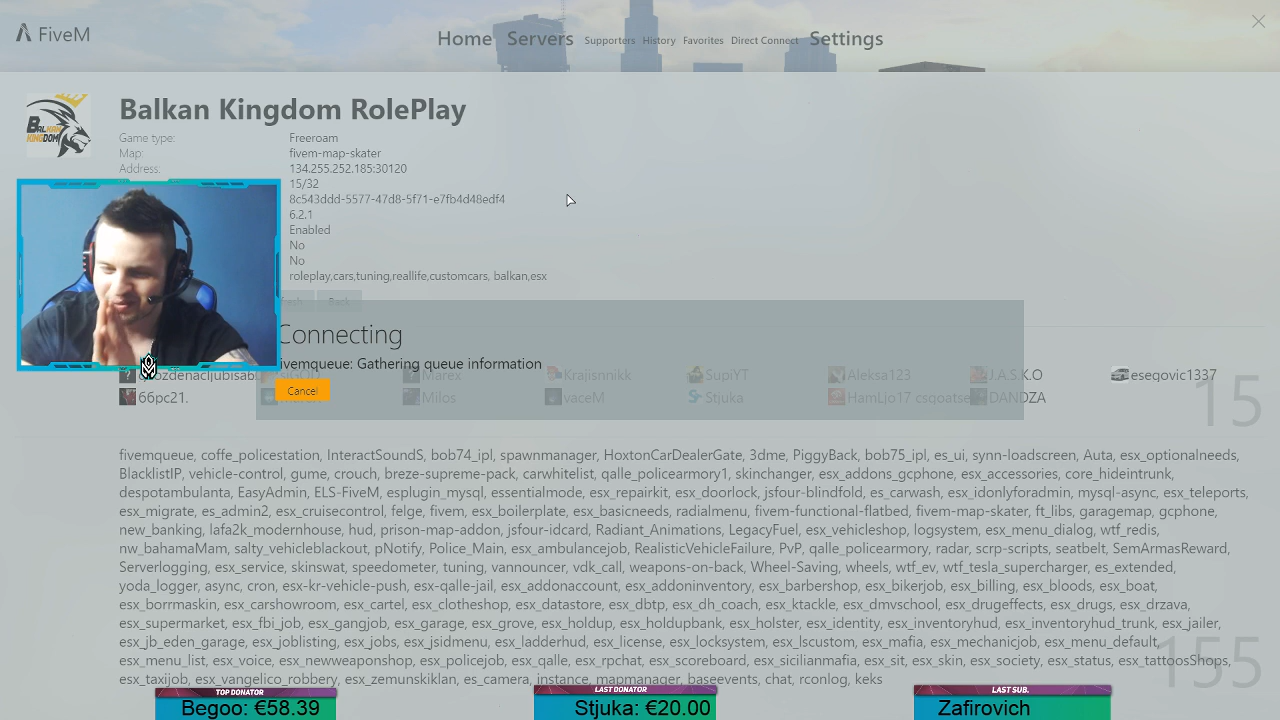 FiveM
Home Servers Supporters History Favorites Direct Connect Settings
Balkan Kingdom RolePlay
BALKAN
KINGDOM
Game type: Freeroam
Map: fivem-map-skater
Address: 134.255.252.185:30120
15/32
8c543ddd-5577-47d8-5f71-e7fb4d48edf4
6.2.1
Enabled
No
No
roleplay,cars,tuning,reallife,customcars, balkan,esx
Back
Connecting
fivemqueue: Gathering queue information
Marex Krajisnnikk SupiYT Aleksa123 J.A.S.K.O esegovic1337
Cancel
66pc21. Milos vaceM Stjuka HamLJo17 csgoatse DANDZA
15
fivemqueue, coffe_policestation, InteractSoundS, bob74_ipl, spawnmanager, HoxtonCarDealerGate, 3dme, PiggyBack, bob75_ipl, es_ui, synn-loadscreen, Auta, esx_optionalneeds,
BlacklistIP, vehicle-control, gume, crouch, breze-supreme-pack, carwhitelist, qalle_policearmory1, skinchanger, esx_addons_gcphone, esx_accessories, core_hideintrunk,
despotambulanta, EasyAdmin, ELS-FiveM, esplugin_mysql, essentialmode, esx_repairkit, esx_doorlock, jsfour-blindfold, es_carwash, esx_idonlyforadmin, mysql-async, esx_teleports,
esx_migrate, es_admin2, esx_cruisecontrol, felge, fivem, esx_boilerplate, esx_basicneeds, radialmenu, fivem-functional-flatbed, fivem-map-skater, ft_libs, garagemap, gcphone,
new_banking, lafa2k_modernhouse, hud, prison-map-addon, jsfour-idcard, Radiant_Animations, LegacyFuel, esx_vehicleshop, logsystem, esx_menu_dialog, wtf_redis,
nw_bahamaMam, salty_vehicleblackout, pNotify, Police_Main, esx_ambulancejob, RealisticVehicleFailure, PvP, qalle_policearmory, radar, scrp-scripts, seatbelt, SemArmasReward,
Serverlogging, esx_service, skinswat, speedometer, tuning, vannouncer, vdk_call, weapons-on-back, Wheel-Saving, wheels, wtf_ev, wtf_tesla_supercharger, es_extended,
yoda_logger, async, cron, esx-kr-vehicle-push, esx-qalle-jail, esx_addonaccount, esx_addoninventory, esx_barbershop, esx_bikerjob, esx_billing, esx_bloods, esx_boat,
esx_borrmaskin, esx_carshowroom, esx_cartel, esx_clotheshop, esx_datastore, esx_dbtp, esx_dh_coach, esx_ktackle, esx_dmvschool, esx_drugeffects, esx_drugs, esx_drzava,
esx_supermarket, esx_fbi_job, esx_gangjob, esx_garage, esx_grove, esx_holdup, esx_holdupbank, esx_holster, esx_identity, esx_inventoryhud, esx_inventoryhud_trunk, esx_jailer,
esx_jb_eden_garage, esx_joblisting, esx_jobs, esx_jsidmenu, esx_ladderhud, esx_license, esx_locksystem, esx_lscustom, esx_mafia, esx_mechanicjob, esx_menu_default,
esx_menu_list, esx_voice, esx_newweaponshop, esx_policejob, esx_qalle, esx_rpchat, esx_scoreboard, esx_sicilianmafia, esx_sit, esx_skin, esx_society, esx_status, esx_tattooShops,
esx_taxijob, esx_vangelico_robbery, esx_zemunskiklan, es_camera, instance, mapmanager, baseevents, chat, rconlog, keks
155
TOP DONATOR
Begoo: €58.39
LAST DONATOR
Stjuka: €20.00
LAST SUB.
Zafirovich